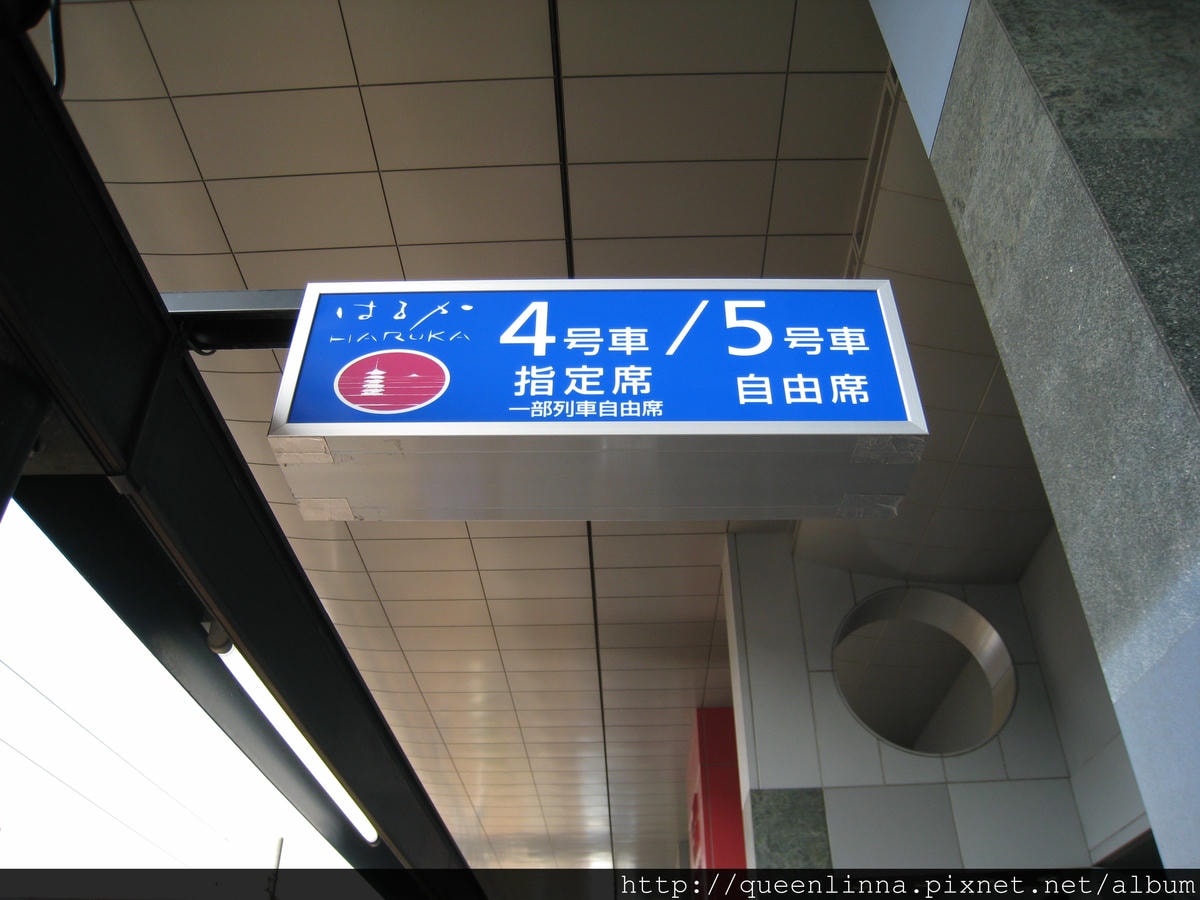 はるか
HARUKA
4号車/5号車
指定席 自由席
一部列車自由席
http://queenlinna.pixnet.net/album